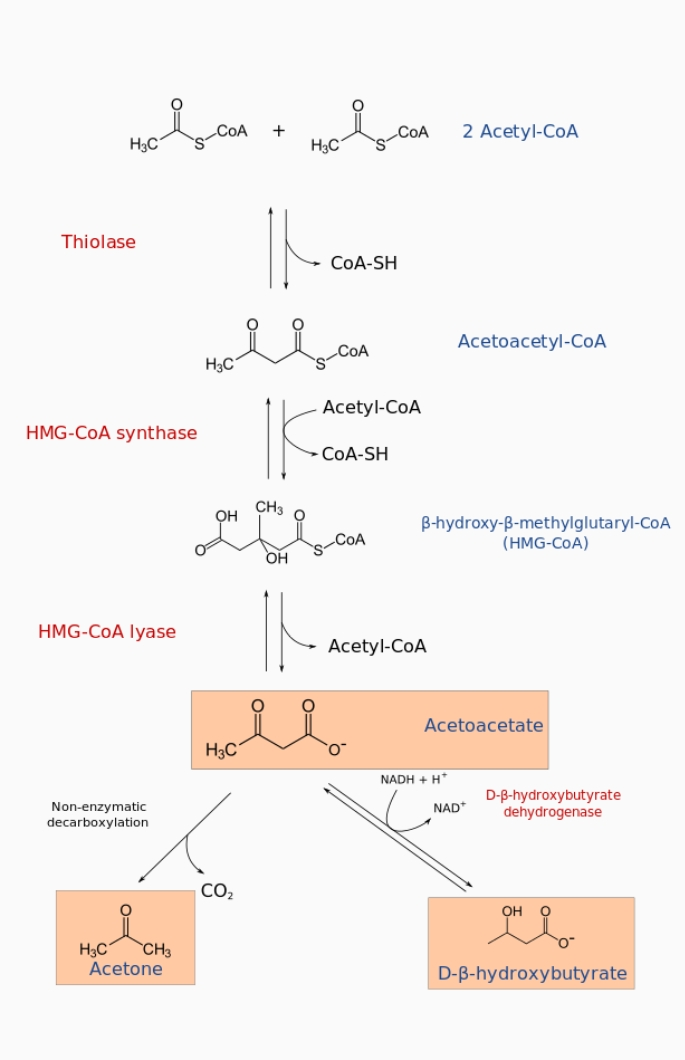 O O
H₃C S CoA + H₃C S CoA 2 Acetyl-CoA
Thiolase
CoA-SH
O O
H₃C S CoA
Acetoacetyl-CoA
Acetyl-CoA
HMG-CoA synthase
CoA-SH
OH CH₃ O
O OH S CoA
β-hydroxy-β-methylglutaryl-CoA
(HMG-CoA)
HMG-CoA lyase
Acetyl-CoA
O O
H₃C O⁻
Acetoacetate
Non-enzymatic
decarboxylation
CO₂
NADH + H⁺
NAD⁺
D-β-hydroxybutyrate
dehydrogenase
O
H₃C CH₃
Acetone
OH O
O⁻
D-β-hydroxybutyrate